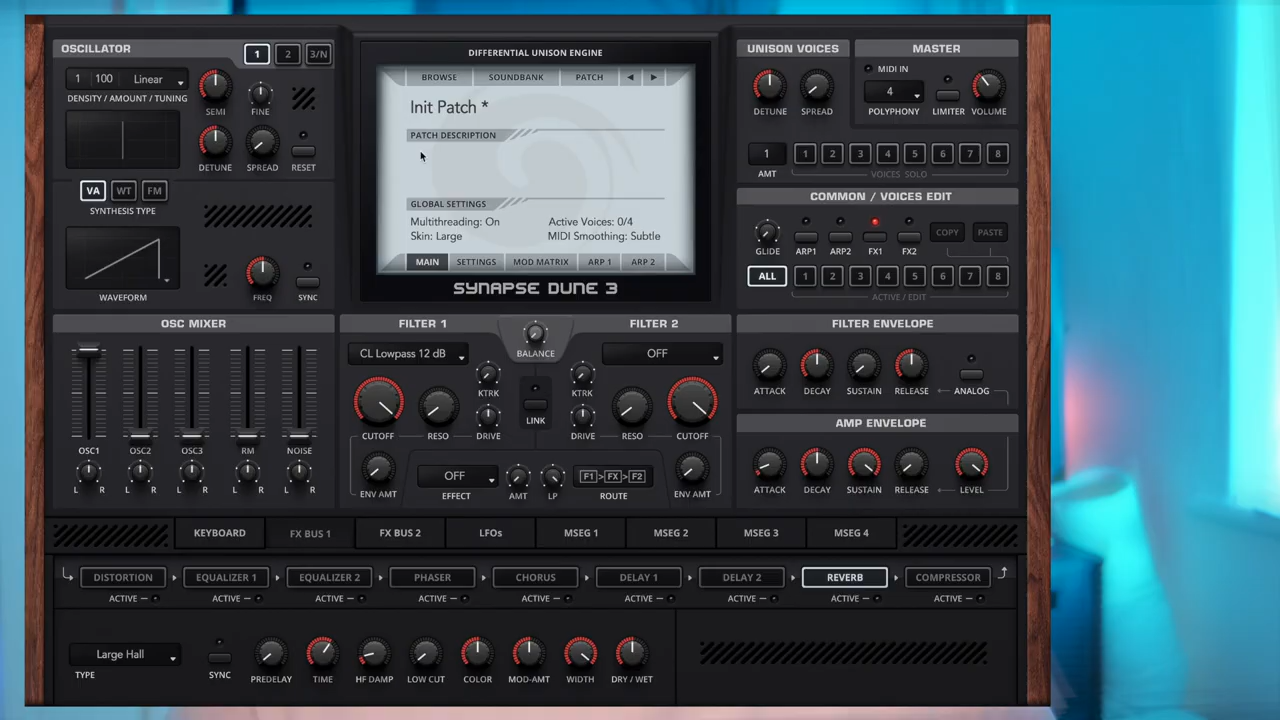 OSCILLATOR
1
2
3/N
1 100 Linear
DENSITY / AMOUNT / TUNING
SEMI
FINE
DETUNE
SPREAD
RESET
VA
WT
FM
SYNTHESIS TYPE
WAVEFORM
FREQ
SYNC
DIFFERENTIAL UNISON ENGINE
BROWSE
SOUNDBANK
PATCH
Init Patch *
PATCH DESCRIPTION
GLOBAL SETTINGS
Multithreading: On
Active Voices: 0/4
Skin: Large
MIDI Smoothing: Subtle
MAIN
SETTINGS
MOD MATRIX
ARP 1
ARP 2
SYNAPSE DUNE 3
UNISON VOICES
DETUNE
SPREAD
MASTER
MIDI IN
4
POLYPHONY
LIMITER
VOLUME
1
AMT
1 2 3 4 5 6 7 8
VOICES SOLO
COMMON / VOICES EDIT
GLIDE
ARP1
ARP2
FX1
FX2
COPY
PASTE
ALL
1 2 3 4 5 6 7 8
ACTIVE / EDIT
OSC MIXER
OSC1
OSC2
OSC3
RM
NOISE
L R
L R
L R
L R
L R
FILTER 1
BALANCE
FILTER 2
CL Lowpass 12 dB
OFF
CUTOFF
RESO
KTRK
DRIVE
LINK
KTRK
DRIVE
RESO
CUTOFF
ENV AMT
OFF
EFFECT
AMT
LP
F1 > FX > F2
ROUTE
ENV AMT
FILTER ENVELOPE
ATTACK
DECAY
SUSTAIN
RELEASE
ANALOG
AMP ENVELOPE
ATTACK
DECAY
SUSTAIN
RELEASE
LEVEL
KEYBOARD
FX BUS 1
FX BUS 2
LFOs
MSEG 1
MSEG 2
MSEG 3
MSEG 4
DISTORTION
EQUALIZER 1
EQUALIZER 2
PHASER
CHORUS
DELAY 1
DELAY 2
REVERB
COMPRESSOR
ACTIVE
ACTIVE
ACTIVE
ACTIVE
ACTIVE
ACTIVE
ACTIVE
ACTIVE
ACTIVE
Large Hall
TYPE
SYNC
PREDELAY
TIME
HF DAMP
LOW CUT
COLOR
MOD-AMT
WIDTH
DRY / WET